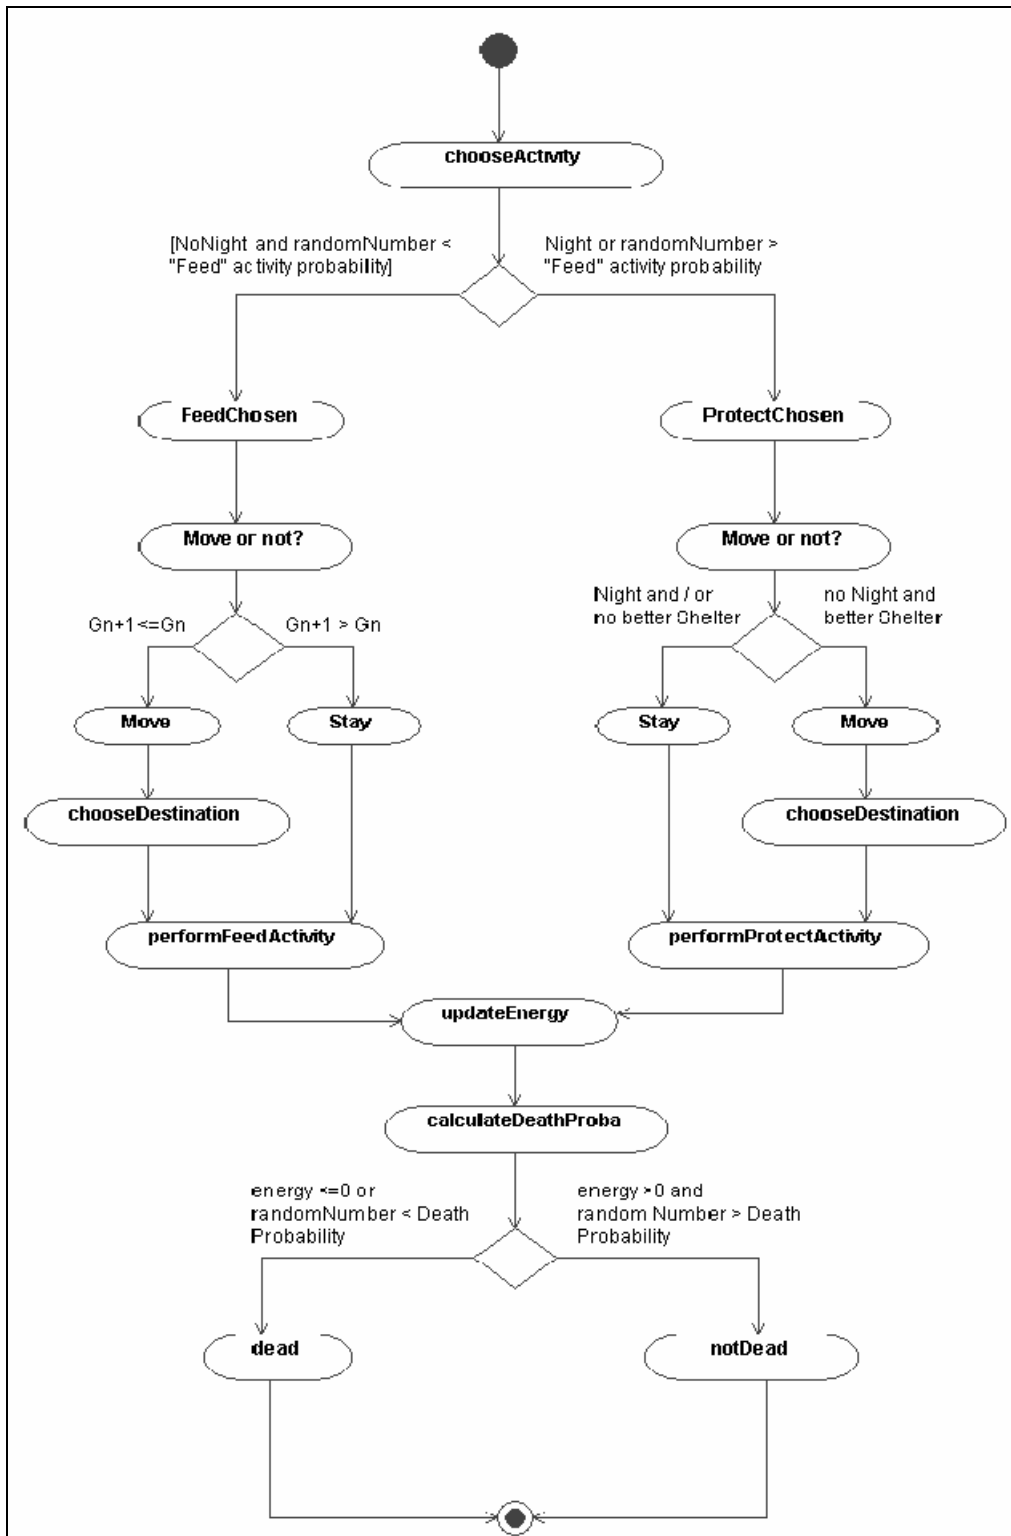 chooseActivity
[NoNight and randomNumber <
"Feed" activity probability]
Night or randomNumber >
"Feed" activity probability
FeedChosen
ProtectChosen
Move or not?
Move or not?
Gn+1<=Gn
Gn+1 > Gn
Night and / or
no better Shelter
no Night and
better Shelter
Move
Stay
Stay
Move
chooseDestination
chooseDestination
performFeedActivity
performProtectActivity
updateEnergy
calculateDeathProba
energy <=0 or
randomNumber < Death
Probability
energy >0 and
random Number > Death
Probability
dead
notDead